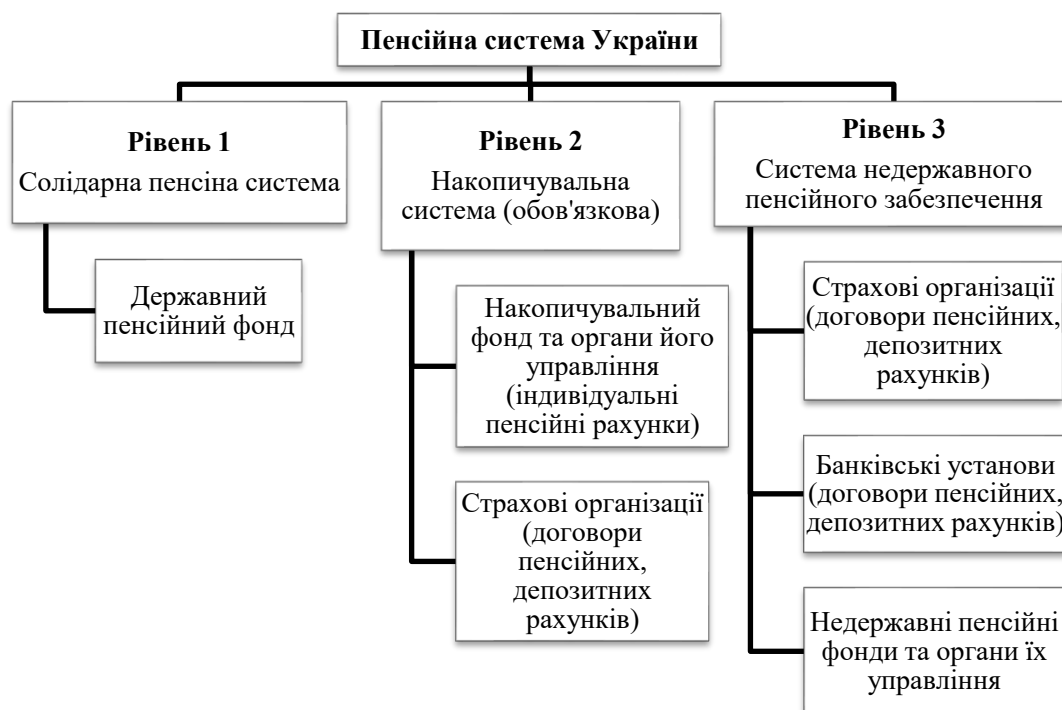 Пенсійна система України
Рівень 1
Солідарна пенсіна система
Державний
пенсійний фонд
Рівень 2
Накопичувальна
система (обов'язкова)
Накопичувальний
фонд та органи його
управління
(індивідуальні
пенсійні рахунки)
Страхові організації
(договори
пенсійних,
депозитних
рахунків)
Рівень 3
Система недержавного
пенсійного забезпечення
Страхові організації
(договори пенсійних,
депозитних
рахунків)
Банківські установи
(договори пенсійних,
депозитних рахунків)
Недержавні пенсійні
фонди та органи їх
управління